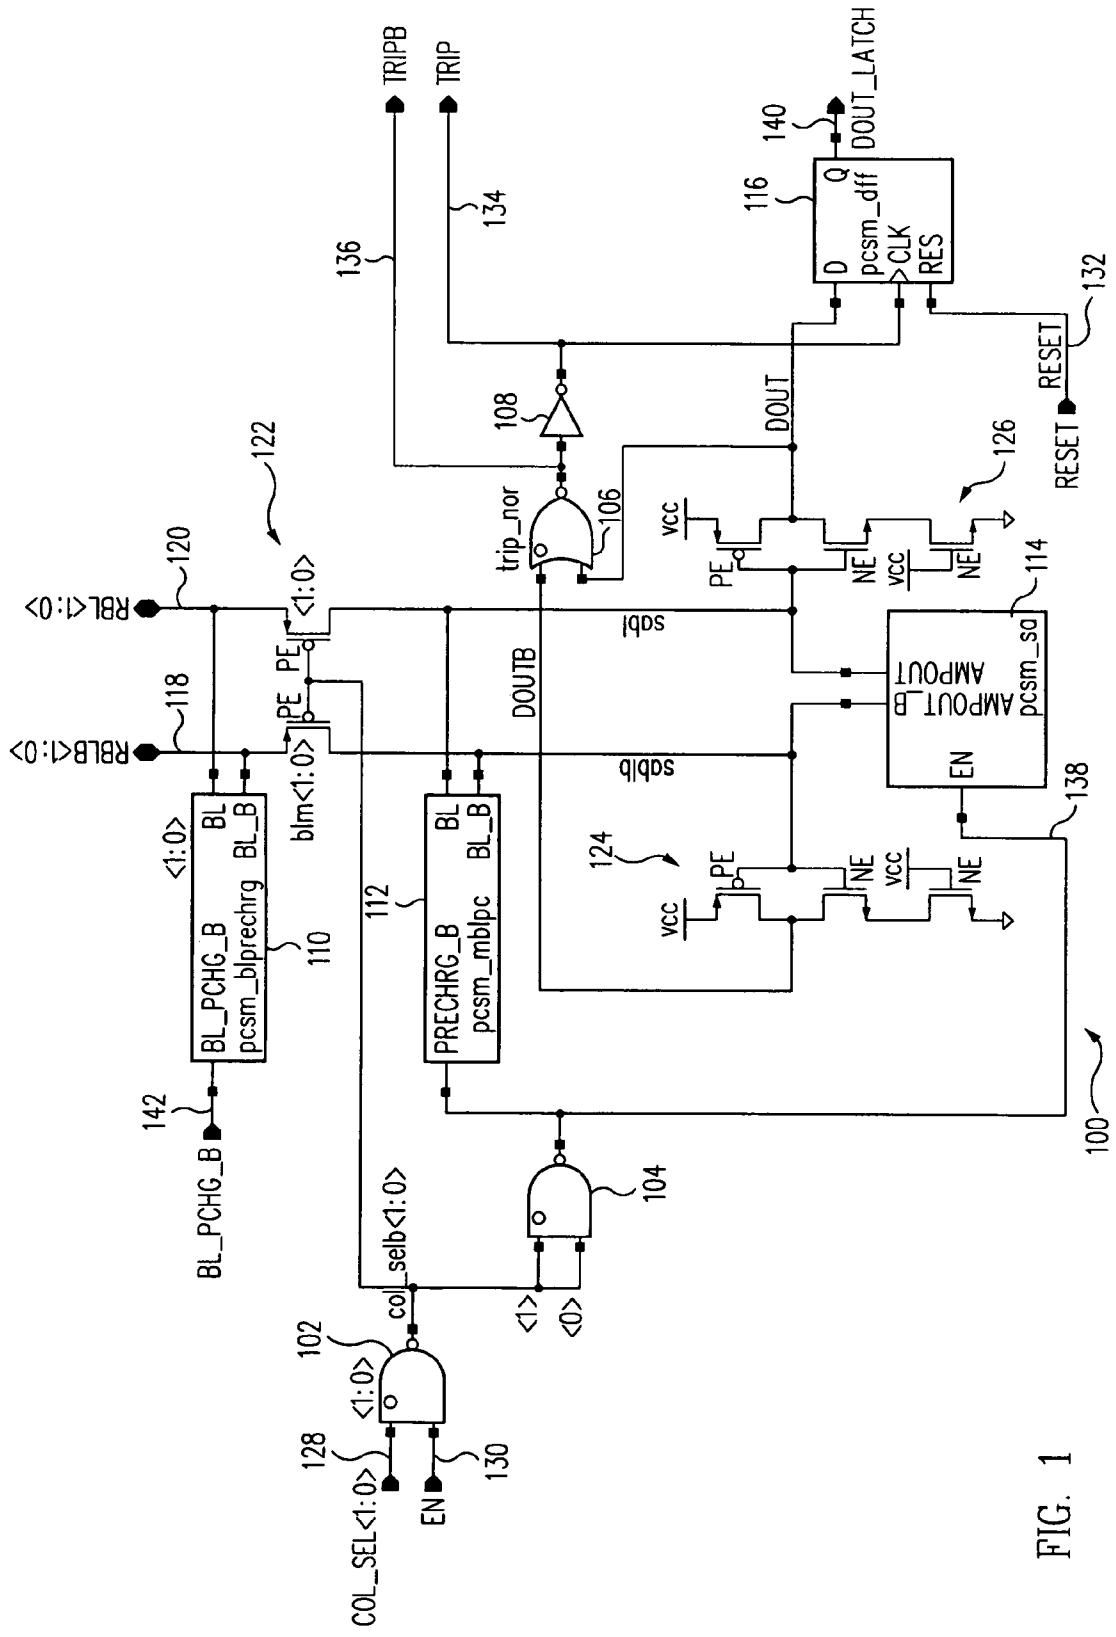 RBLB<1:0>
118
RBL<1:0>
120
122
TRIPB
TRIP
136
134
<1:0>
BL_PCHG_B
142
BL_PCHG_B
BL
pcsm_blprechrg
BL_B
110
blm<1:0>
PE
PE
<1:0>
112
PRECHRG_B
BL
pcsm_mblpc
BL_B
sablb
sabl
DOUTB
trip_nor
106
108
DOUT
116
D
Q
pcsm_dff
CLK
RES
140
DOUT_LATCH
RESET
RESET
132
COL_SEL<1:0>
128
EN
130
<1:0>
102
col_selb<1:0>
<1>
<0>
104
124
vcc
PE
NE
vcc
NE
vcc
PE
NE
vcc
NE
126
EN
AMPOUT_B
AMPOUT
pcsm_sa
114
138
100
FIG. 1